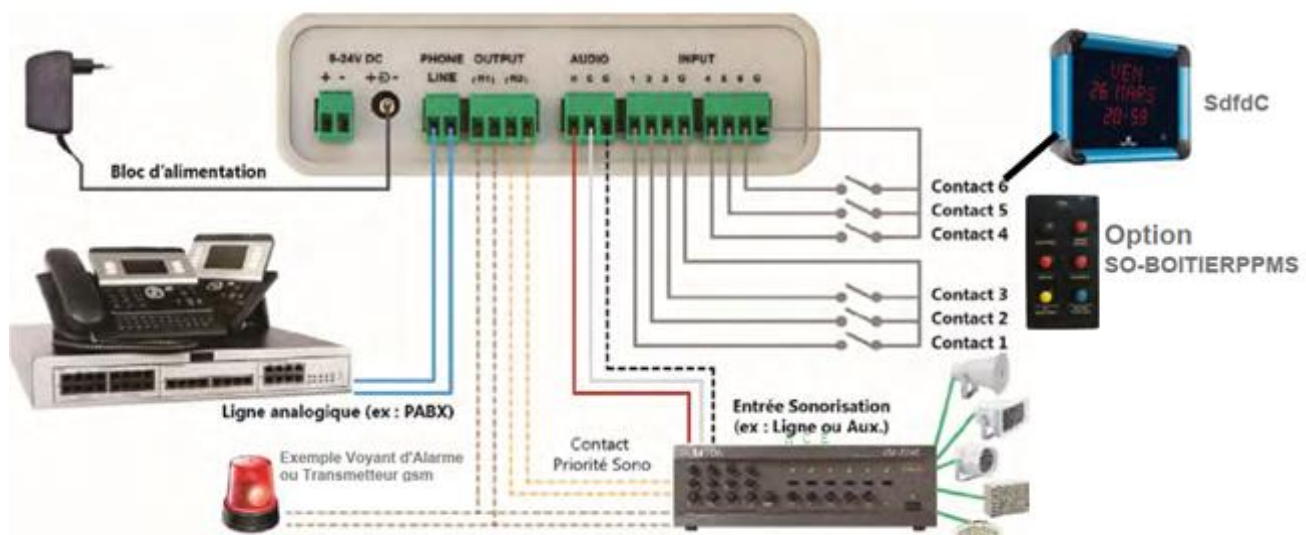 9-24V DC PHONE OUTPUT AUDIO INPUT
+ - + - LINE (R1) (R2) H C G 1 2 3 G 4 5 6 G
VEN
26 MARS
20:59
SdfdC
Bloc d'alimentation
Contact 6
Contact 5
Contact 4
Option
SO-BOITIERPPMS
Contact 3
Contact 2
Contact 1
Ligne analogique (ex : PABX)
Entrée Sonorisation
(ex : Ligne ou Aux.)
Contact
Priorité Sono
Exemple Voyant d'Alarme
ou Transmetteur gsm